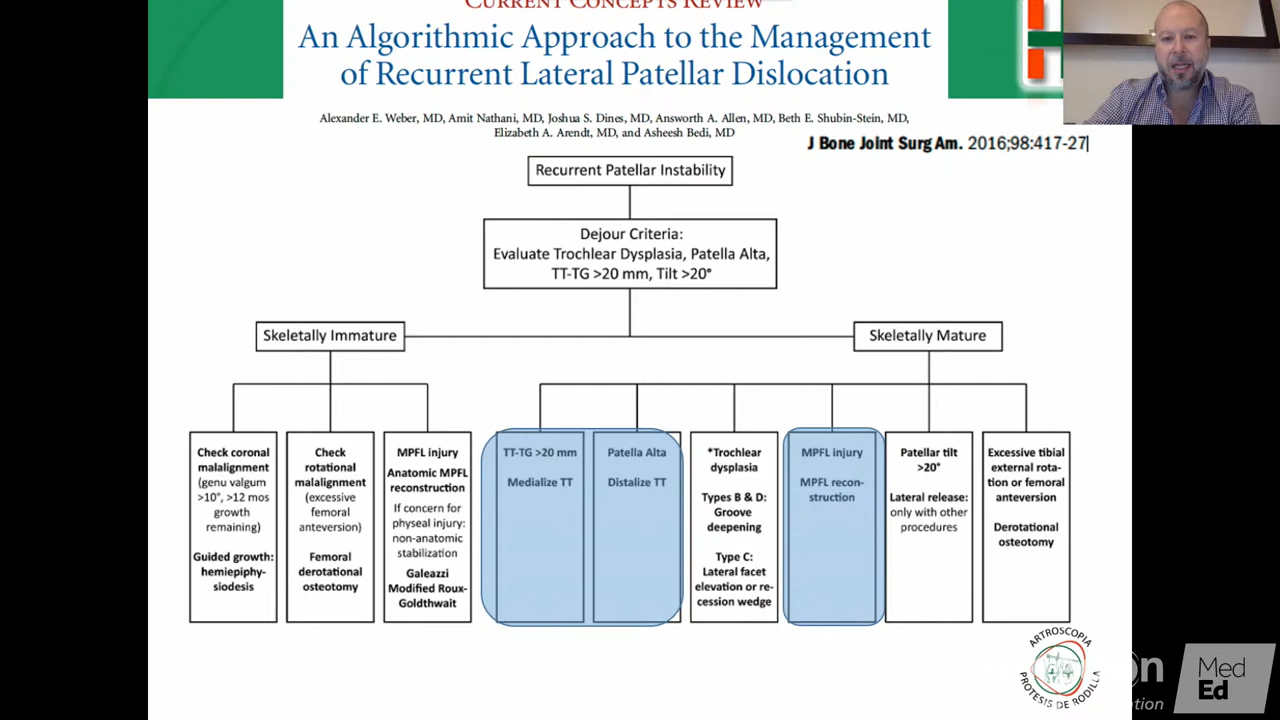 CURRENT CONCEPTS REVIEW
An Algorithmic Approach to the Management
of Recurrent Lateral Patellar Dislocation
Alexander E. Weber, MD, Amit Nathani, MD, Joshua S. Dines, MD, Answorth A. Allen, MD, Beth E. Shubin-Stein, MD,
Elizabeth A. Arendt, MD, and Asheesh Bedi, MD
J Bone Joint Surg Am. 2016;98:417-27
Recurrent Patellar Instability
Dejour Criteria:
Evaluate Trochlear Dysplasia, Patella Alta,
TT-TG >20 mm, Tilt >20°
Skeletally Immature
Skeletally Mature
Check coronal
malalignment
(genu valgum
>10°, >12 mos
growth
remaining)
Guided growth:
hemiepiphy-
siodesis
Check
rotational
malalignment
(excessive
femoral
anteversion)
Femoral
derotational
osteotomy
MPFL injury
Anatomic MPFL
reconstruction
If concern for
physeal injury:
non-anatomic
stabilization
Galeazzi
Modified Roux-
Goldthwait
TT-TG >20 mm
Medialize TT
Patella Alta
Distalize TT
*Trochlear
dysplasia
Types B & D:
Groove
deepening
Type C:
Lateral facet
elevation or re-
cession wedge
MPFL injury
MPFL recon-
struction
Patellar tilt
>20°
Lateral release:
only with other
procedures
Excessive tibial
external rota-
tion or femoral
anteversion
Derotational
osteotomy
ARTROSCOPIA
PROTESIS DE RODILLA
Med
Ed